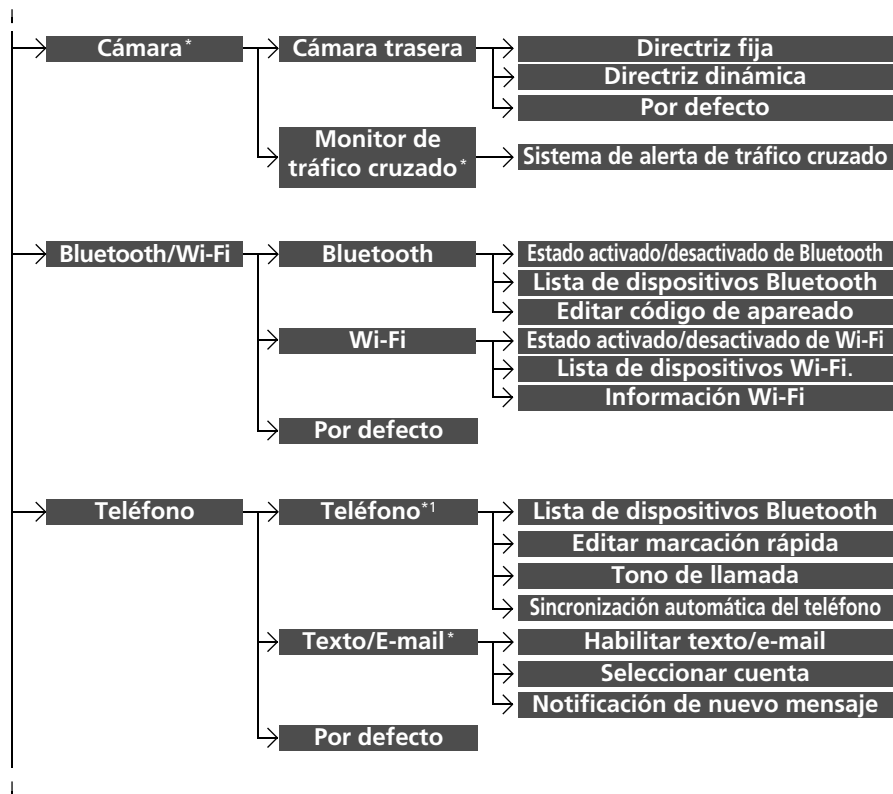 Cámara*
Cámara trasera
Directriz fija
Directriz dinámica
Por defecto
Monitor de
tráfico cruzado*
Sistema de alerta de tráfico cruzado
Bluetooth/Wi-Fi
Bluetooth
Estado activado/desactivado de Bluetooth
Lista de dispositivos Bluetooth
Editar código de apareado
Wi-Fi
Estado activado/desactivado de Wi-Fi
Lista de dispositivos Wi-Fi.
Información Wi-Fi
Por defecto
Teléfono
Teléfono*1
Lista de dispositivos Bluetooth
Editar marcación rápida
Tono de llamada
Sincronización automática del teléfono
Texto/E-mail*
Habilitar texto/e-mail
Seleccionar cuenta
Notificación de nuevo mensaje
Por defecto